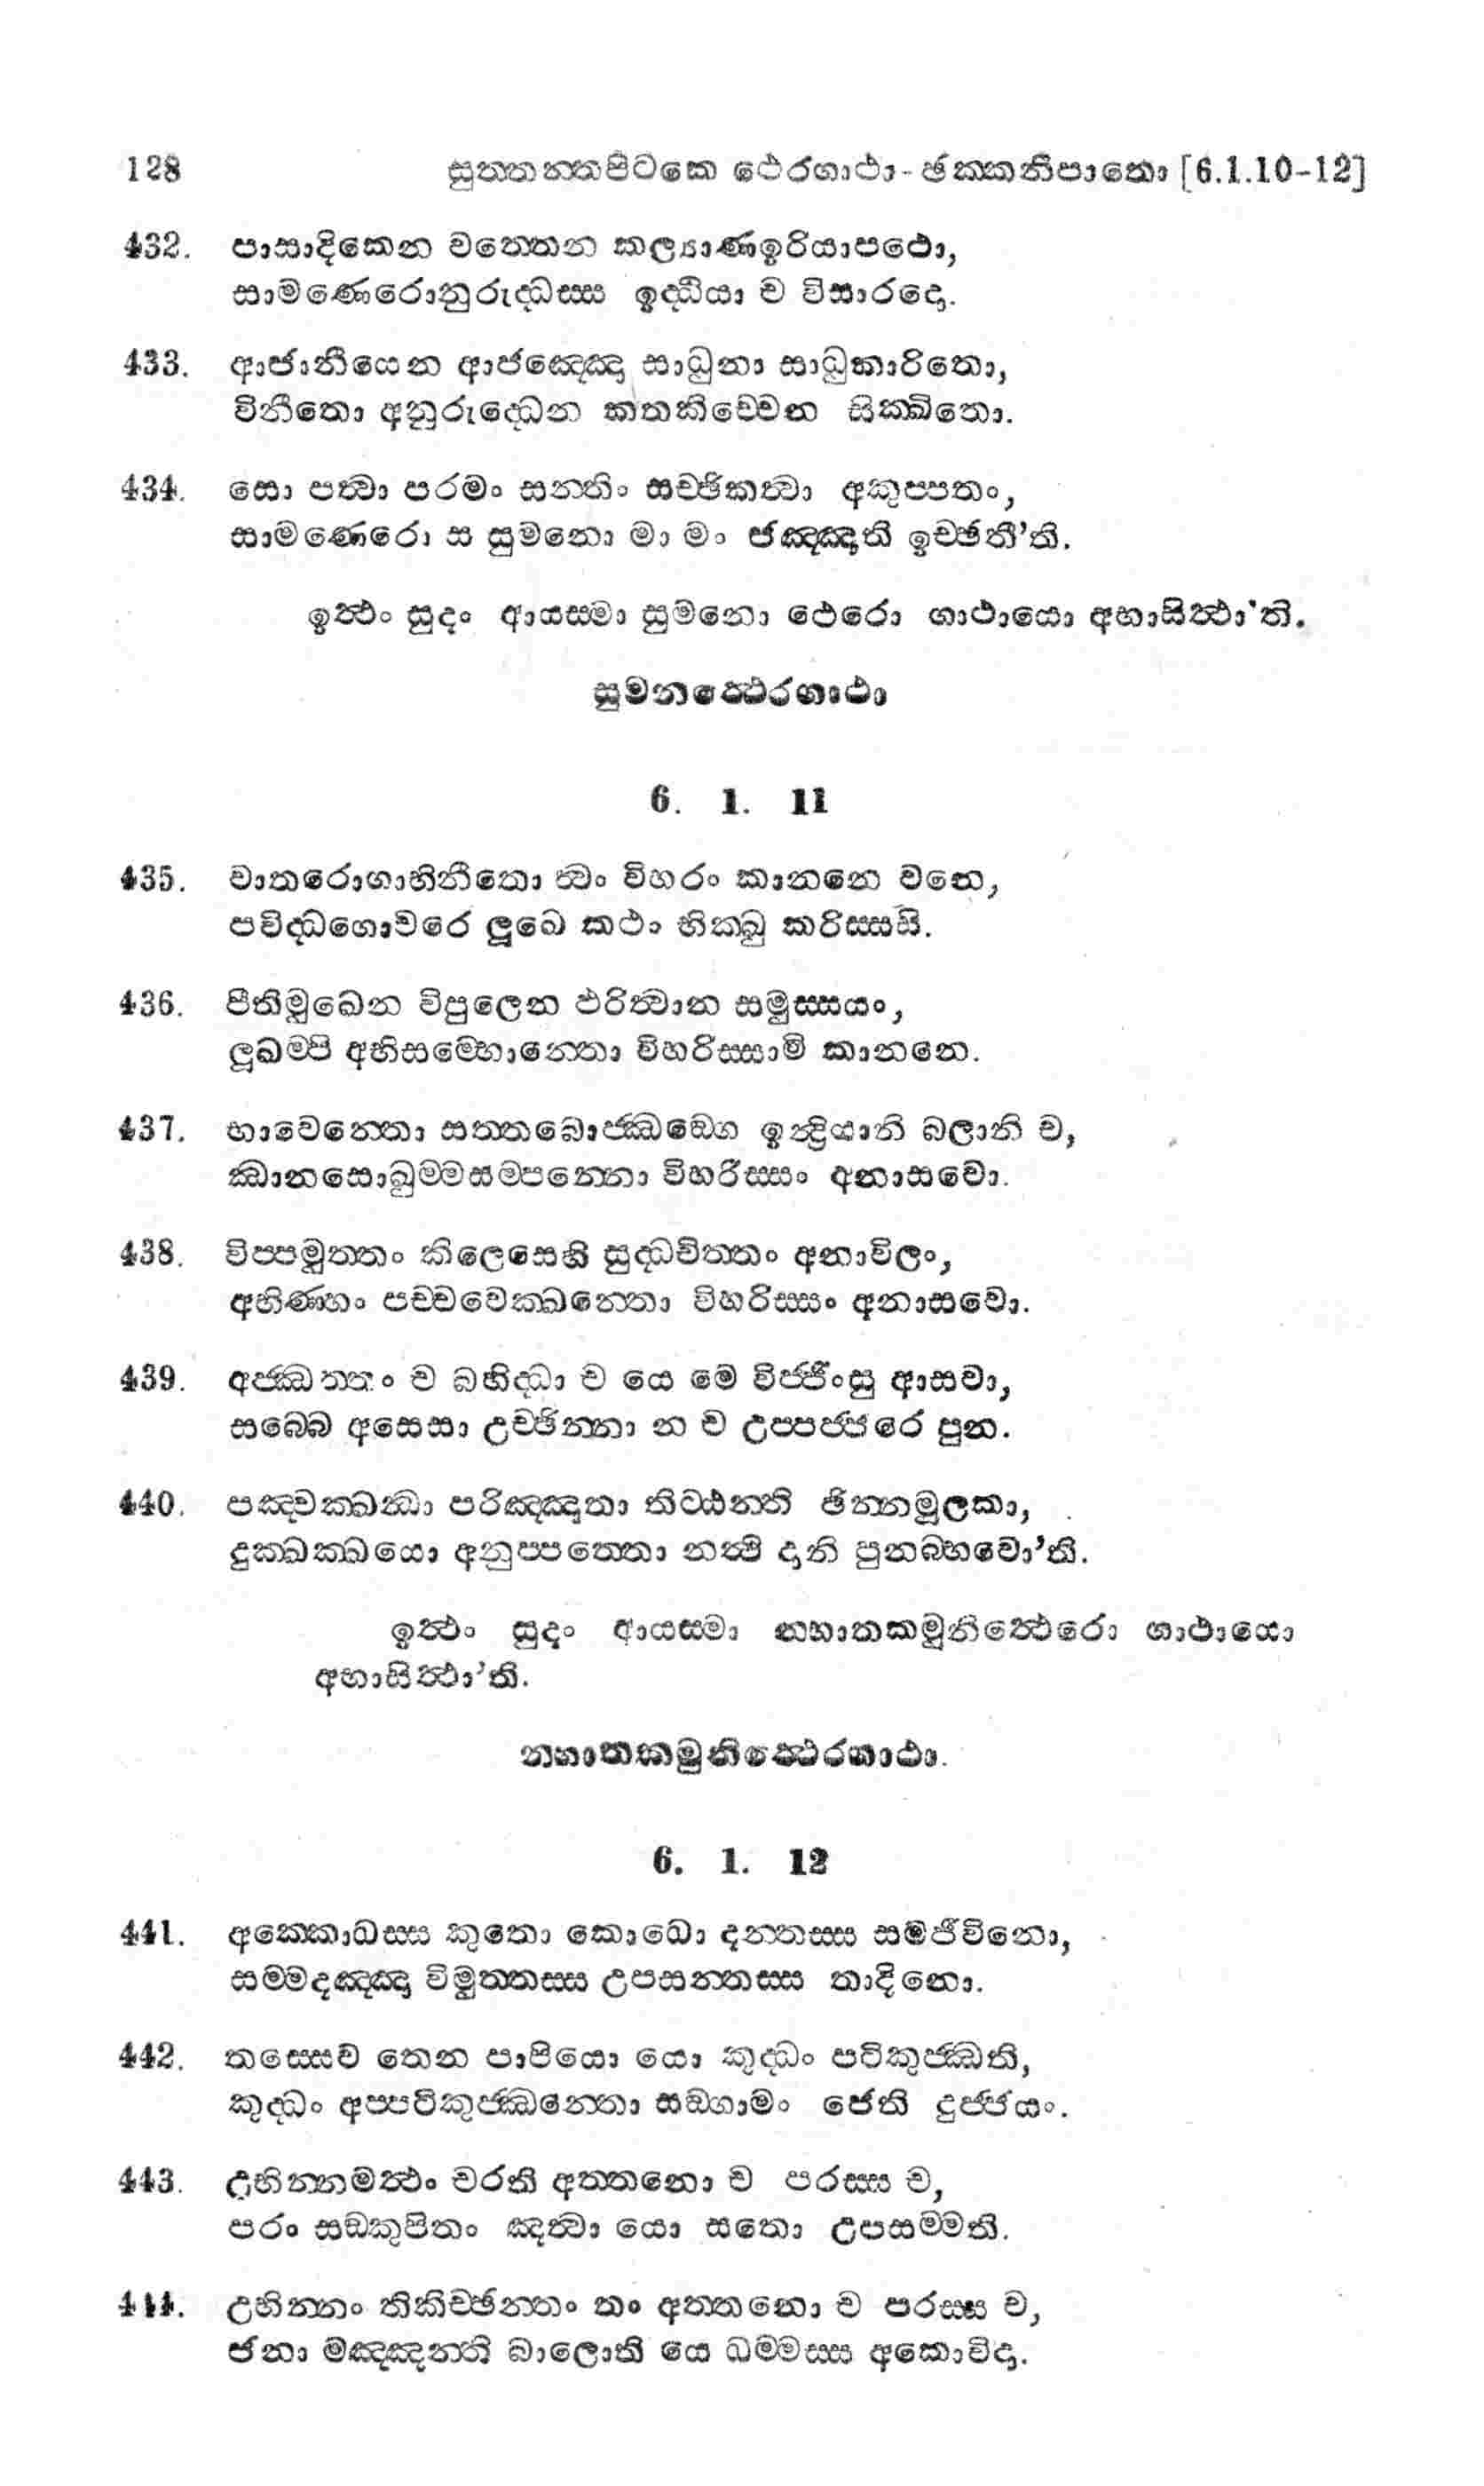 128 සුත්තන්තපිටකෙ ථෙරගාථා - ඡක්කනිපාතො [6.1.10-12]
432. පාසාදිකෙන වත්තෙන කල්‍යාණඉරියාපථො,
සාමණෙරොනුරුද්ධස්ස ඉද්ධියා ච විසාරදො.
433. ආජානීයෙන ආජඤ්ඤො සාධුනා සාධුකාරිතො,
විනීතො අනුරුද්ධෙන කතකිච්චෙන සික්ඛිතො.
434. සො පත්‍වා පරමං සන්තිං සච්ඡිකත්‍වා අකුප්පතං,
සාමණෙරො ස සුමනො මා මං ජඤ්ඤාති ඉච්ඡතී'ති.
ඉත්‍ථං සුදං ආයස්මා සුමනො ථෙරො ගාථායො අභාසිත්‍ථා'ති.
සුමනත්‍ථෙරගාථා
6. 1. 11
435. වාතරොගාභිනීතො ත්‍වං විහරං කානනෙ වනෙ,
පවිද්ධගොචරෙ ලූඛෙ කථං භික්ඛු කරිස්සසි.
436. පීතිමුඛෙන විපුලෙන ඵරිත්‍වාන සමුස්සයං,
ලූඛම්පි අභිසම්භොන්තො විහරිස්සාමි කානනෙ.
437. භාවෙන්තො සත්තබොජ්ඣඞ්ගෙ ඉන්‍ද්‍රියානි බලානි ච,
ඣානසොඛුම්මසම්පන්නො විහරිස්සං අනාසවො.
438. විප්පමුත්තං කිලෙසෙහි සුද්ධචිත්තං අනාවිලං,
අභිණ්හං පච්චවෙක්ඛන්තො විහරිස්සං අනාසවො.
439. අජ්ඣත්තං ච බහිද්ධා ච යෙ මෙ විජ්ජිංසු ආසවා,
සබ්බෙ අසෙසා උච්ඡින්නා න ච උප්පජ්ජරෙ පුන.
440. පඤ්චක්ඛන්‍ධා පරිඤ්ඤාතා තිට්ඨන්ති ඡින්නමූලකා,
දුක්ඛක්ඛයො අනුප්පත්තො නත්‍ථි දානි පුනබ්භවො'ති.
ඉත්‍ථං සුදං ආයස්මා නහාතකමුනිත්‍ථෙරො ගාථායො
අභාසිත්‍ථා'ති.
නහාතකමුනිත්‍ථෙරගාථා.
6. 1. 12
441. අක්කොධස්ස කුතො කොධො දන්තස්ස සමජීවිනො,
සම්මදඤ්ඤා විමුත්තස්ස උපසන්තස්ස තාදිනො.
442. තස්සෙව තෙන පාපියො යො කුද්ධං පටිකුජ්ඣති,
කුද්ධං අප්පටිකුජ්ඣන්තො සඞ්ගාමං ජෙති දුජ්ජයං.
443. උභින්නමත්‍ථං චරති අත්තනො ච පරස්ස ච,
පරං සඞ්කුපිතං ඤත්‍වා යො සතො උපසම්මති.
444. උභින්නං තිකිච්ඡන්තං තං අත්තනො ච පරස්ස ච,
ජනා මඤ්ඤන්ති බාලොති යෙ ධම්මස්ස අකොවිදා.